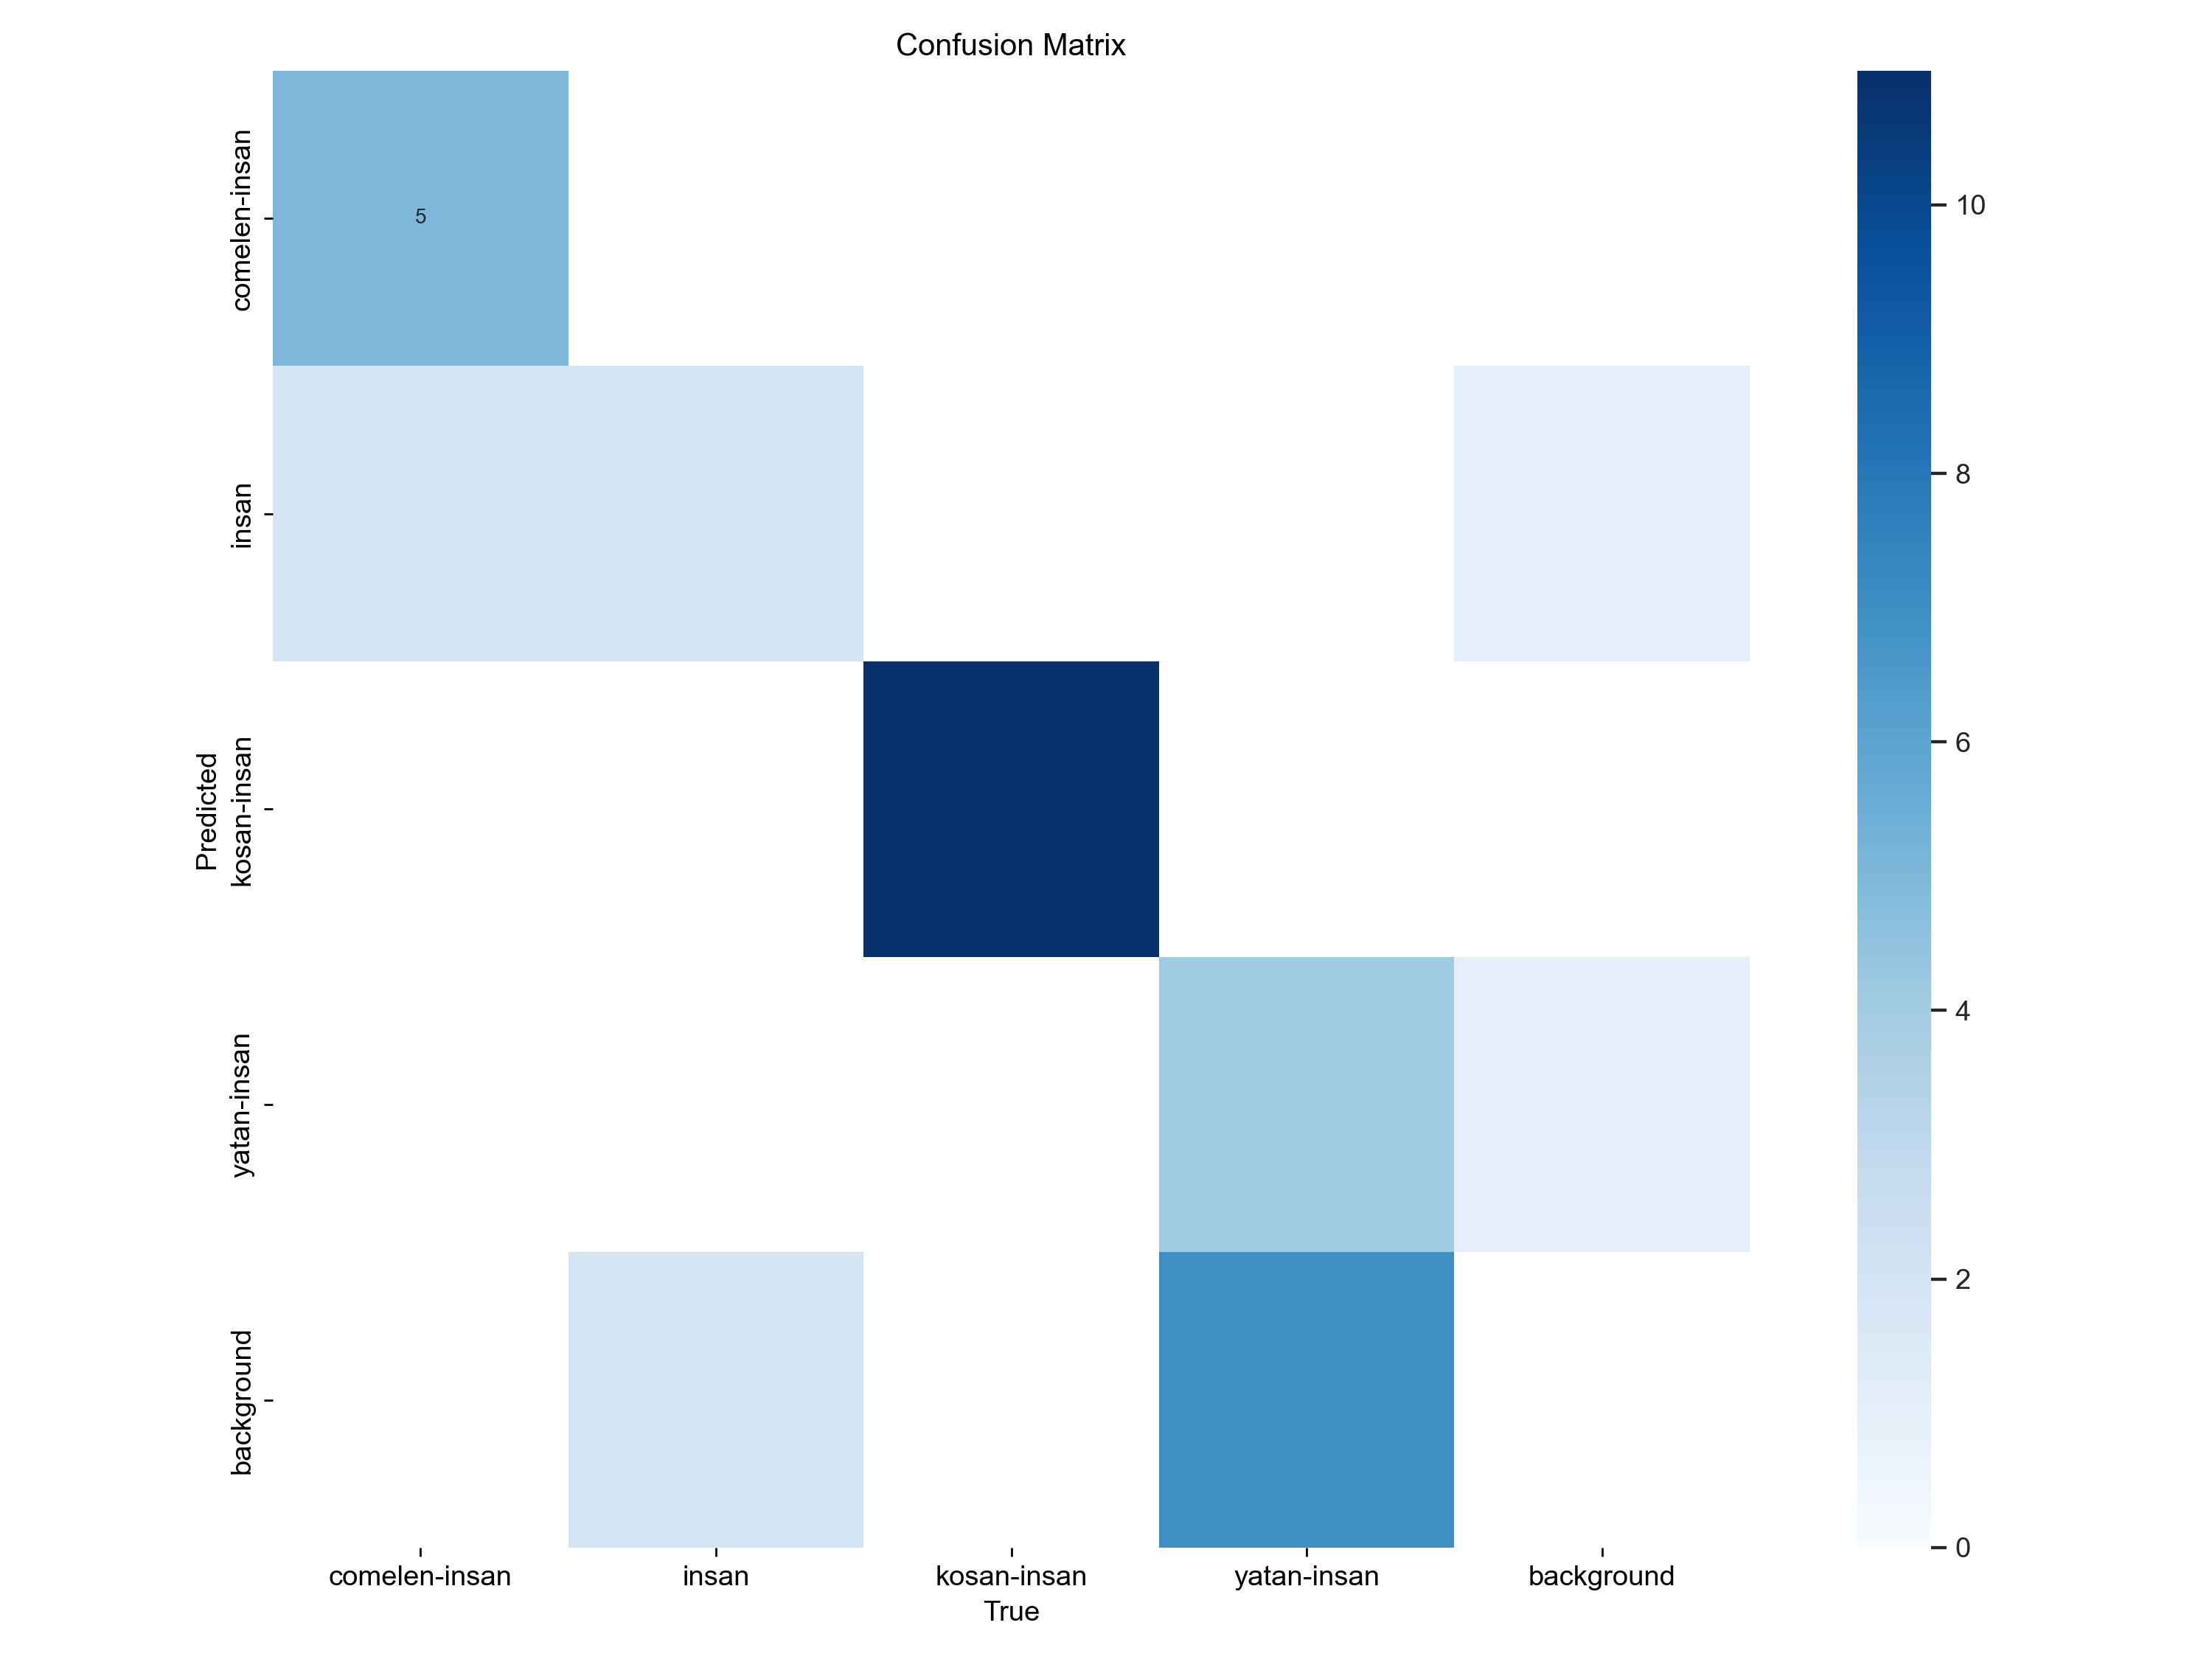 Confusion Matrix
comelen-insan
insan
kosan-insan
yatan-insan
background
Predicted
5
comelen-insan
insan
kosan-insan
yatan-insan
background
True
10
8
6
4
2
0